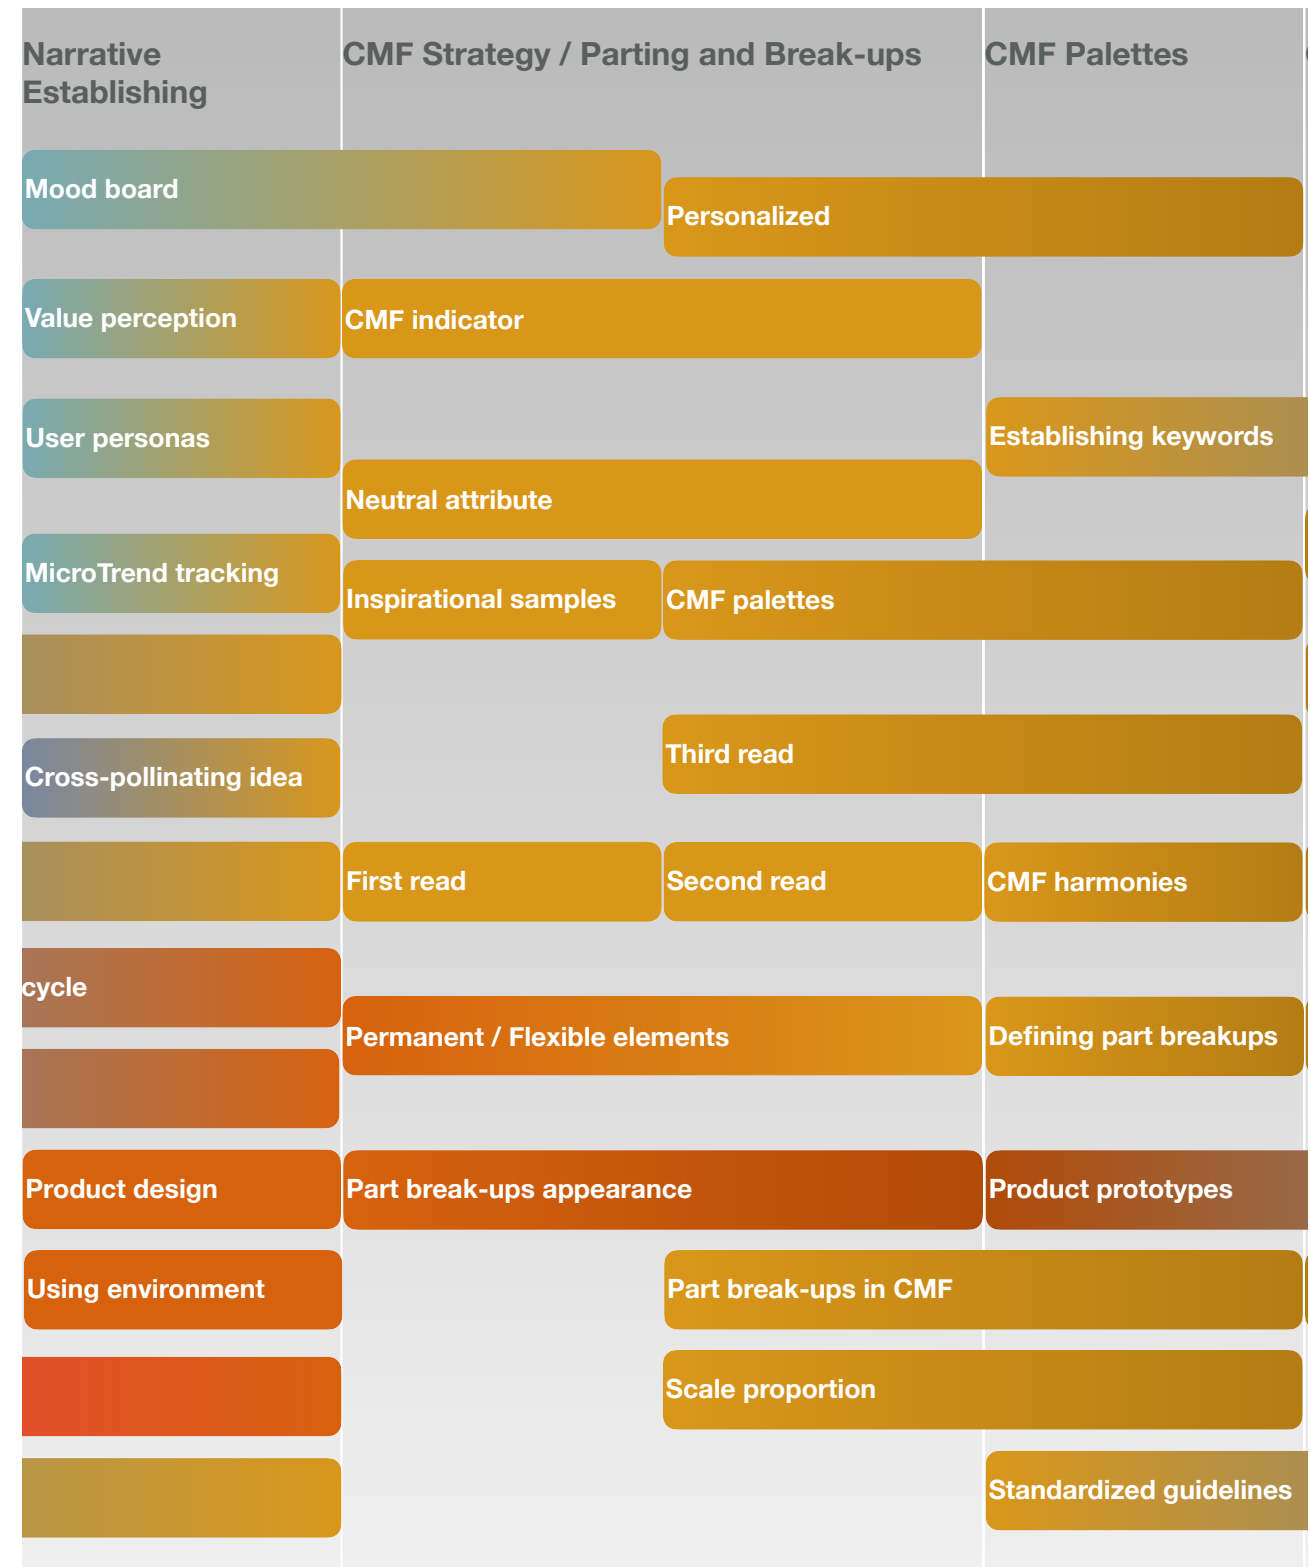 Narrative
Establishing
CMF Strategy / Parting and Break-ups
CMF Palettes
Mood board
Personalized
Value perception
CMF indicator
User personas
Establishing keywords
Neutral attribute
MicroTrend tracking
Inspirational samples
CMF palettes
Third read
Cross-pollinating idea
First read
Second read
CMF harmonies
cycle
Permanent / Flexible elements
Defining part breakups
Product design
Part break-ups appearance
Product prototypes
Using environment
Part break-ups in CMF
Scale proportion
Standardized guidelines